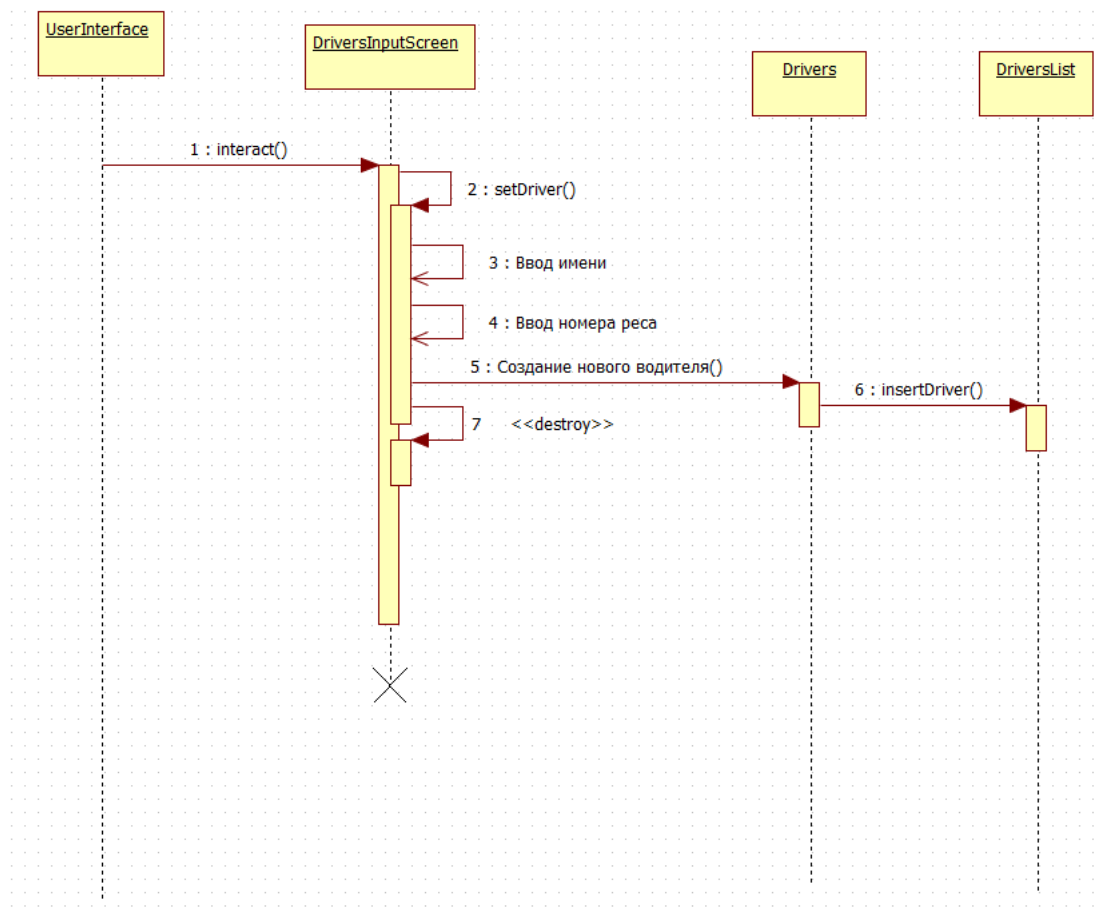 UserInterface
DriversInputScreen
Drivers
DriversList
1 : interact()
2 : setDriver()
3 : Ввод имени
4 : Ввод номера реса
5 : Создание нового водителя()
6 : insertDriver()
7 <<destroy>>